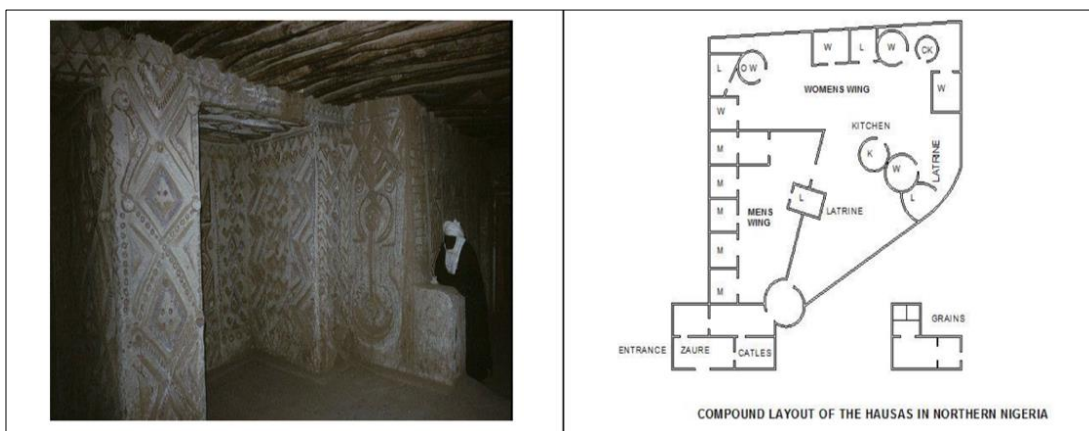 W L W CK
L O W
WOMENS WING
W
W
KITCHEN
K
W
LATRINE
L
M
M
M
M
M
MENS
WING
L
LATRINE
GRAINS
ENTRANCE ZAURE CATLES
COMPOUND LAYOUT OF THE HAUSAS IN NORTHERN NIGERIA